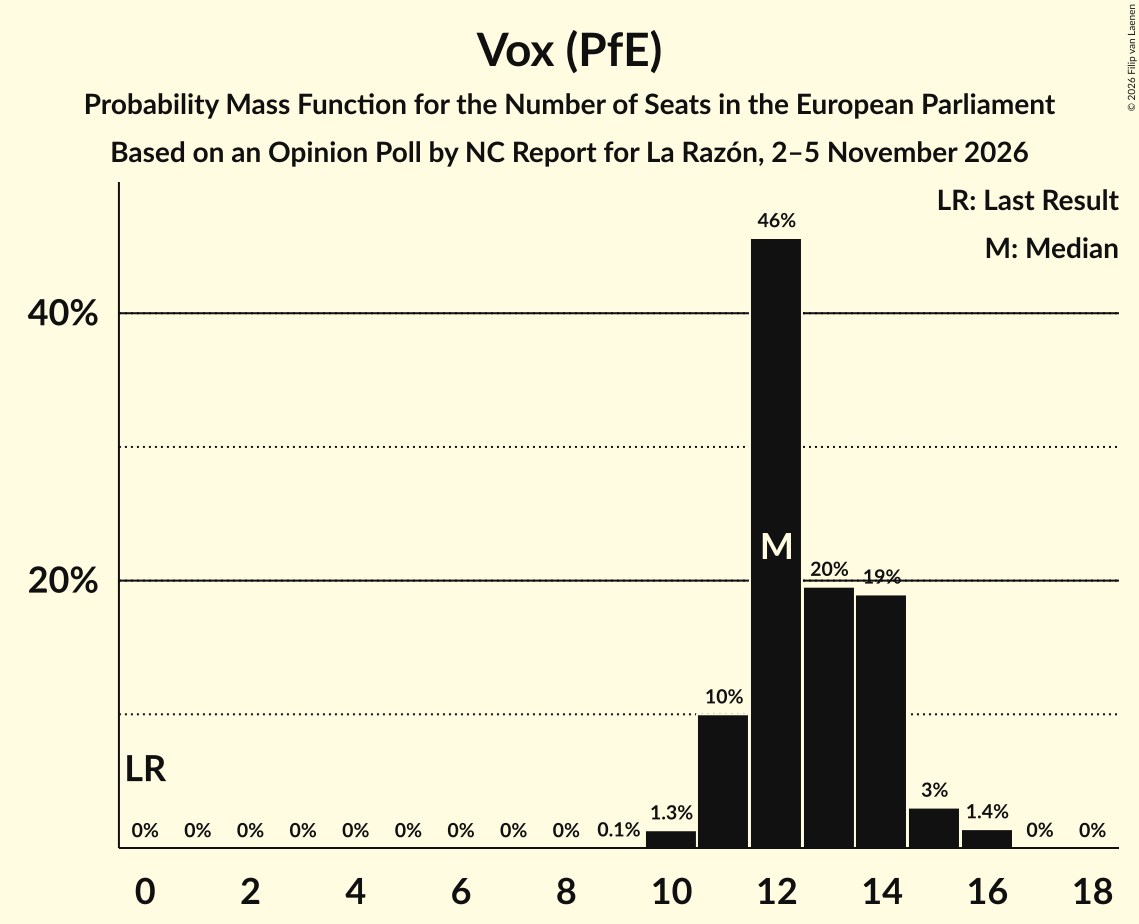 Vox (PfE)
Probability Mass Function for the Number of Seats in the European Parliament
Based on an Opinion Poll by NC Report for La Razón, 2–5 November 2026
© 2026 Filip van Laenen
LR: Last Result
M: Median
46%
40%
M
20%
20% 19%
10%
LR
0% 0% 0% 0% 0% 0% 0% 0% 0% 0.1% 1.3% 3% 1.4% 0% 0%
0 2 4 6 8 10 12 14 16 18